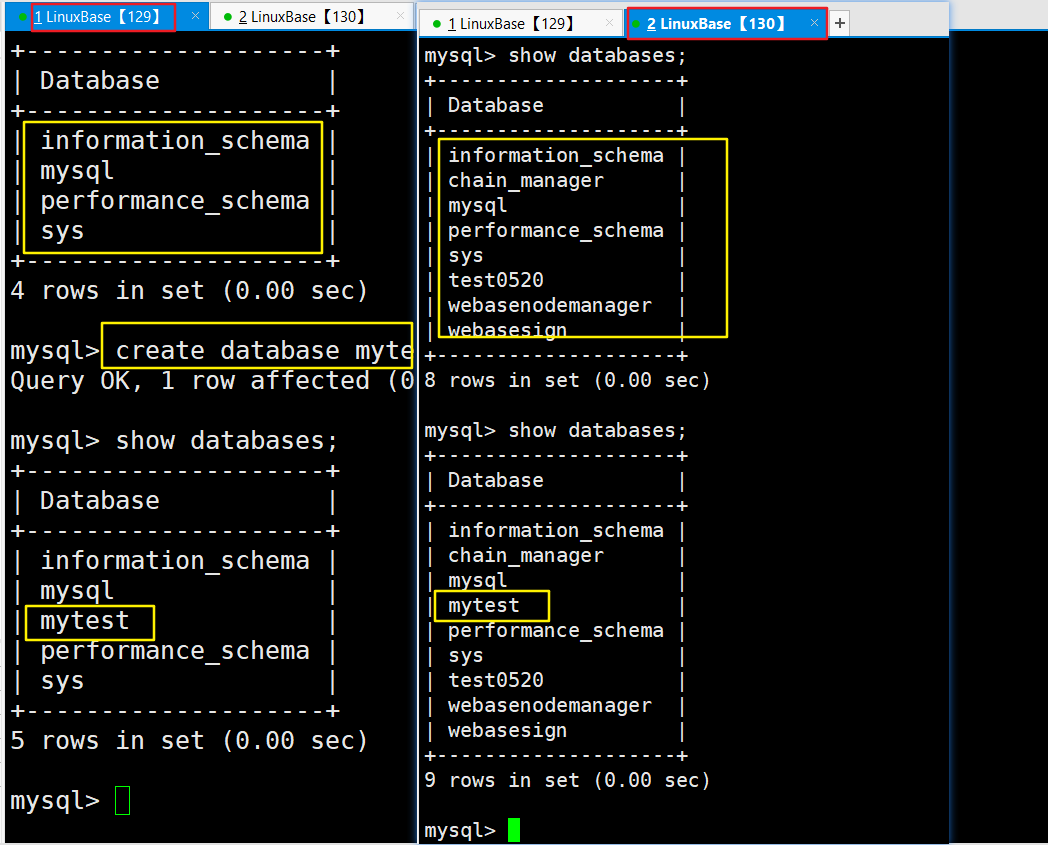 1 LinuxBase【129】 × 2 LinuxBase【130】 ×
+--------------------+
| Database           |
+--------------------+
| information_schema |
| mysql              |
| performance_schema |
| sys                |
+--------------------+
4 rows in set (0.00 sec)
mysql> create database myte
Query OK, 1 row affected (0
mysql> show databases;
+--------------------+
| Database           |
+--------------------+
| information_schema |
| mysql              |
| mytest             |
| performance_schema |
| sys                |
+--------------------+
5 rows in set (0.00 sec)
mysql>
1 LinuxBase【129】 × 2 LinuxBase【130】 × +
mysql> show databases;
+--------------------+
| Database           |
+--------------------+
| information_schema |
| chain_manager      |
| mysql              |
| performance_schema |
| sys                |
| test0520           |
| webasenodemanager  |
| webasesign         |
+--------------------+
8 rows in set (0.00 sec)
mysql> show databases;
+--------------------+
| Database           |
+--------------------+
| information_schema |
| chain_manager      |
| mysql              |
| mytest             |
| performance_schema |
| sys                |
| test0520           |
| webasenodemanager  |
| webasesign         |
+--------------------+
9 rows in set (0.00 sec)
mysql>